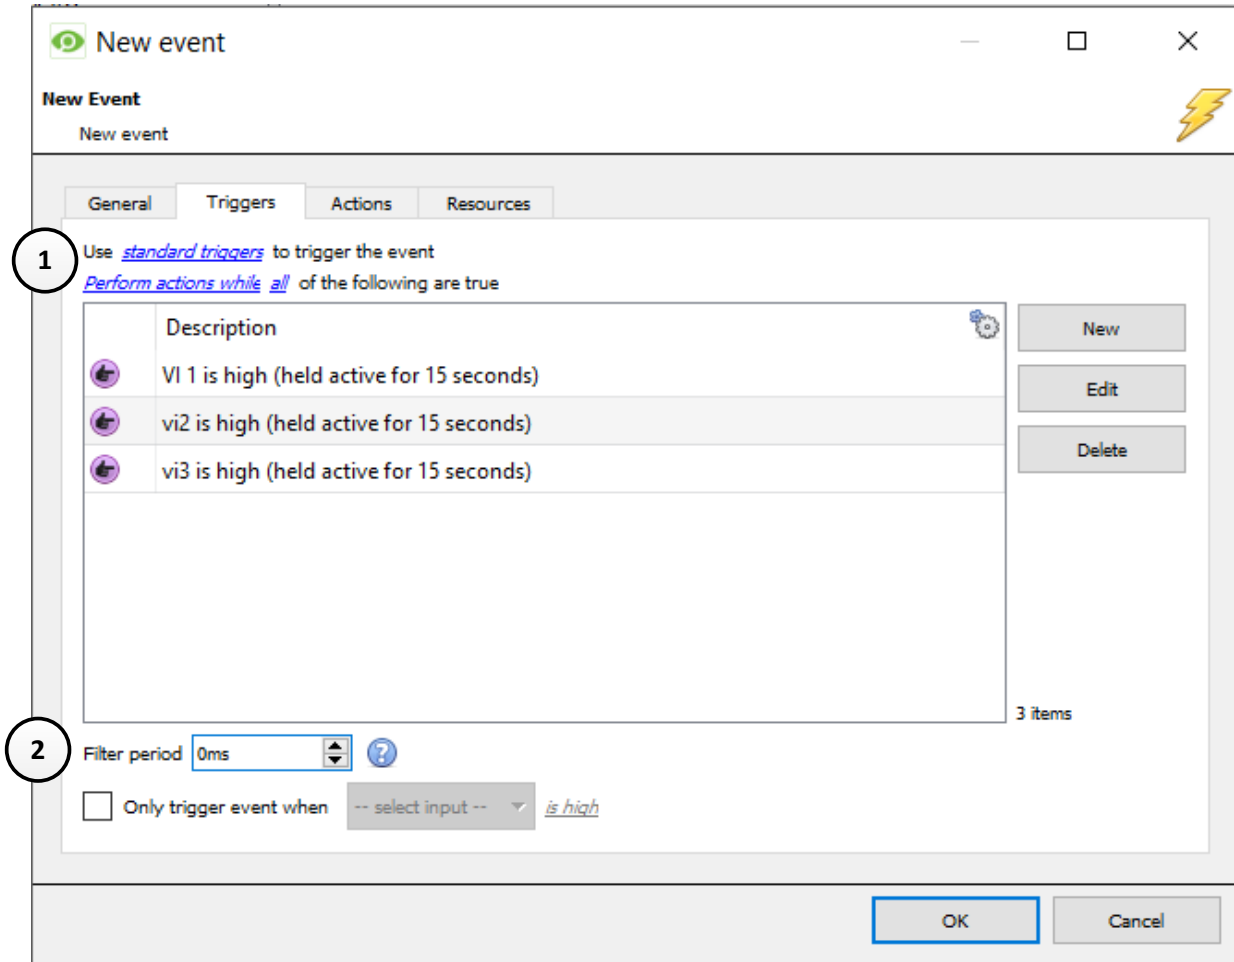 New event
New Event
New event
General Triggers Actions Resources
1
Use standard triggers to trigger the event
Perform actions while all of the following are true
Description
New
VI 1 is high (held active for 15 seconds)
Edit
vi2 is high (held active for 15 seconds)
Delete
vi3 is high (held active for 15 seconds)
3 items
2
Filter period 0ms ?
Only trigger event when -- select input -- is high
OK Cancel